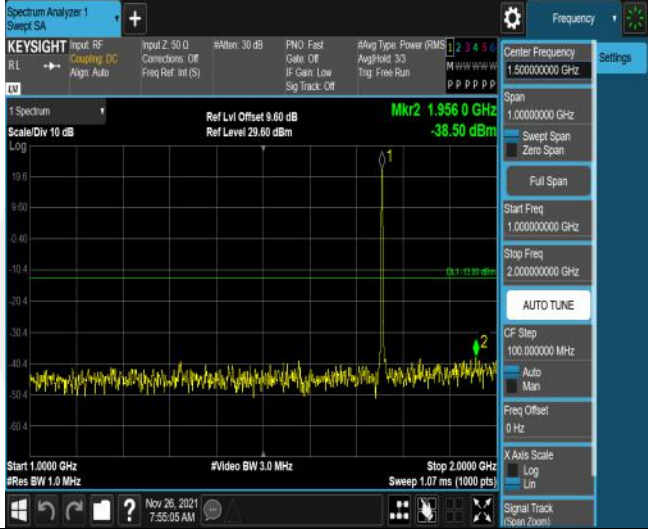 Spectrum Analyzer 1
Swept SA
+
Frequency
KEYSIGHT
RL
LV
Input: RF
Coupling: DC
Align: Auto
Input Z: 50 Ω
Corrections: Off
Freq Ref: Int (S)
#Atten: 30 dB
PNO: Fast
Gate: Off
IF Gain: Low
Sig Track: Off
#Avg Type: Power (RMS
Avg|Hold: 3/3
Trig: Free Run
1 2 3 4 5 6
M W W W W W
P P P P P P
1 Spectrum
Scale/Div 10 dB
Log
Ref Lvl Offset 9.60 dB
Ref Level 29.60 dBm
Mkr2 1.956 0 GHz
-38.50 dBm
1
19.6
9.60
-0.40
-10.4
DL1 -13.00 dBm
-20.4
-30.4
2
-40.4
-50.4
-60.4
Start 1.0000 GHz
#Res BW 1.0 MHz
#Video BW 3.0 MHz
Stop 2.0000 GHz
Sweep 1.07 ms (1000 pts)
?
Nov 26, 2021
7:55:05 AM
Settings
Center Frequency
1.500000000 GHz
Span
1.00000000 GHz
Swept Span
Zero Span
Full Span
Start Freq
1.000000000 GHz
Stop Freq
2.000000000 GHz
AUTO TUNE
CF Step
100.000000 MHz
Auto
Man
Freq Offset
0 Hz
X Axis Scale
Log
Lin
Signal Track
(Span Zoom)